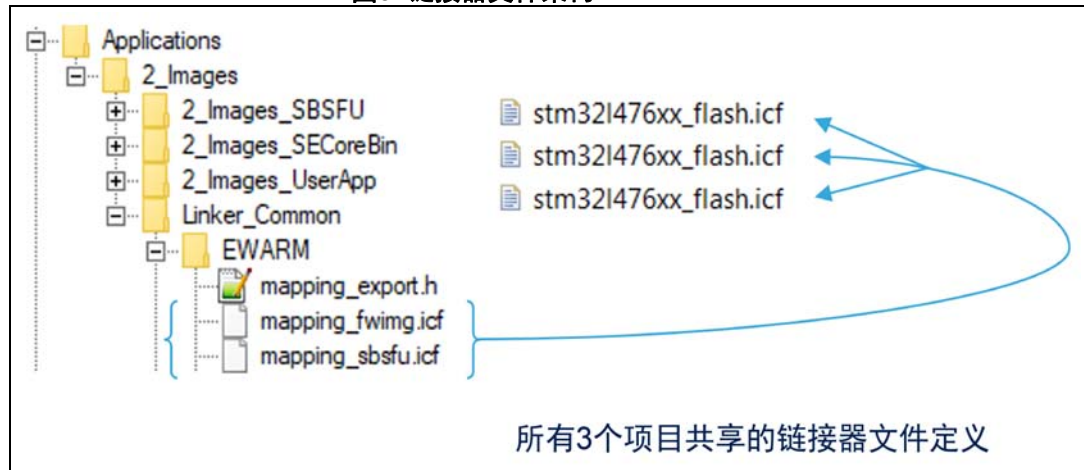 Applications
2_Images
2_Images_SBSFU
stm32l476xx_flash.icf
2_Images_SECoreBin
stm32l476xx_flash.icf
2_Images_UserApp
stm32l476xx_flash.icf
Linker_Common
EWARM
mapping_export.h
mapping_fwimg.icf
mapping_sbsfu.icf
所有3个项目共享的链接器文件定义